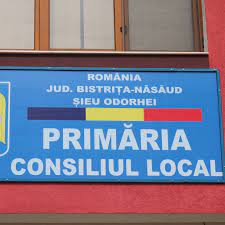 ROMÂNIA
JUD. BISTRIȚA-NĂSĂUD
ȘIEU ODORHEI
PRIMĂRIA
CONSILIUL LOCAL